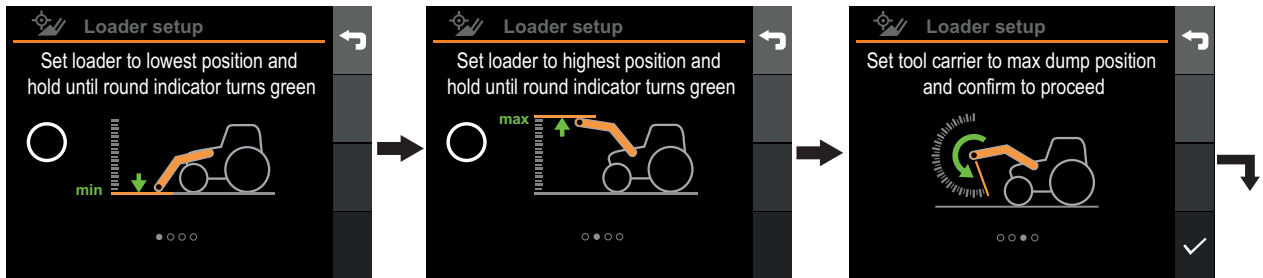 Loader setup
Set loader to lowest position and
hold until round indicator turns green
min
Loader setup
Set loader to highest position and
hold until round indicator turns green
max
Loader setup
Set tool carrier to max dump position
and confirm to proceed